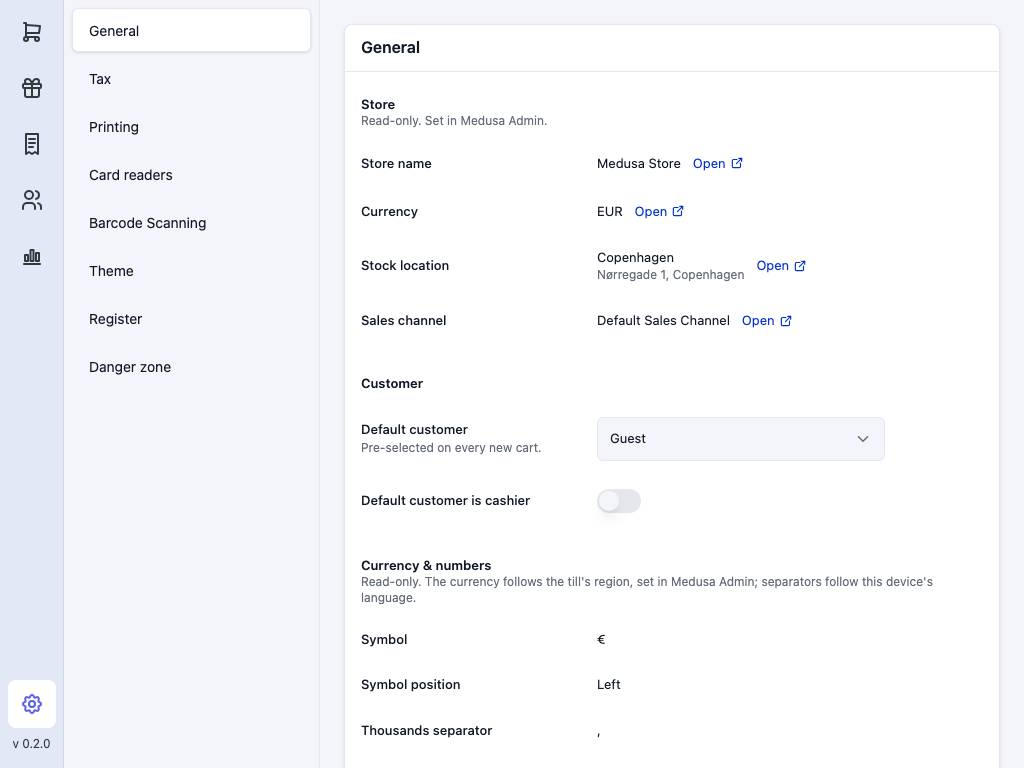 General
Tax
Printing
Card readers
Barcode Scanning
Theme
Register
Danger zone
v 0.2.0
General
Store
Read-only. Set in Medusa Admin.
Store name
Medusa Store Open
Currency
EUR Open
Stock location
Copenhagen
Nørregade 1, Copenhagen
Open
Sales channel
Default Sales Channel Open
Customer
Default customer
Pre-selected on every new cart.
Guest
Default customer is cashier
Currency & numbers
Read-only. The currency follows the till's region, set in Medusa Admin; separators follow this device's
language.
Symbol
€
Symbol position
Left
Thousands separator
,